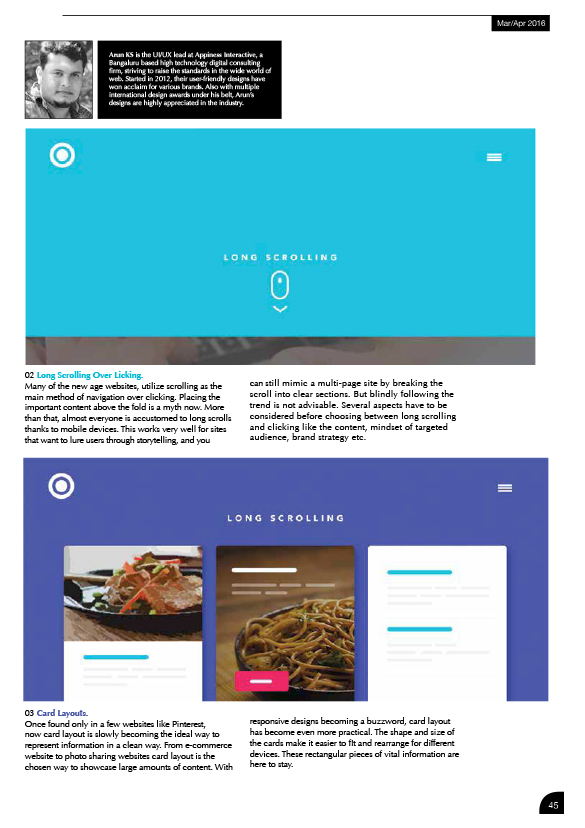 Mar/Apr 2016
Arun KS is the UI/UX lead at Appiness Interactive, a
Bangaluru based high technology digital consulting
firm, striving to raise the standards in the wide world of
web. Started in 2012, their user-friendly designs have
won acclaim for various brands. Also with multiple
international design awards under his belt, Arun's
designs are highly appreciated in the industry.
LONG SCROLLING
02 Long Scrolling Over Licking.
Many of the new age websites, utilize scrolling as the
main method of navigation over clicking. Placing the
important content above the fold is a myth now. More
than that, almost everyone is accustomed to long scrolls
thanks to mobile devices. This works very well for sites
that want to lure users through storytelling, and you
can still mimic a multi-page site by breaking the
scroll into clear sections. But blindly following the
trend is not advisable. Several aspects have to be
considered before choosing between long scrolling
and clicking like the content, mindset of targeted
audience, brand strategy etc.
LONG SCROLLING
03 Card Layouts.
Once found only in a few websites like Pinterest,
now card layout is slowly becoming the ideal way to
represent information in a clean way. From e-commerce
website to photo sharing websites card layout is the
chosen way to showcase large amounts of content. With
responsive designs becoming a buzzword, card layout
has become even more practical. The shape and size of
the cards make it easier to fit and rearrange for different
devices. These rectangular pieces of vital information are
here to stay.
45